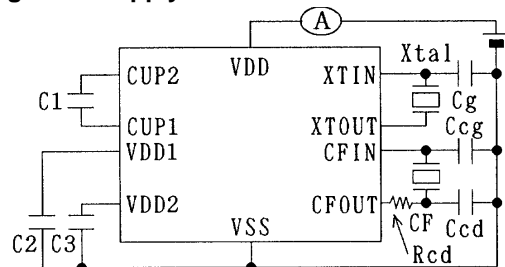 A
Xtal
CUP2
VDD
XTIN
C1
Cg
CUP1
XTOUT
Ccg
VDD1
CFIN
VDD2
CFOUT
C2
C3
VSS
CF
Ccd
Rcd